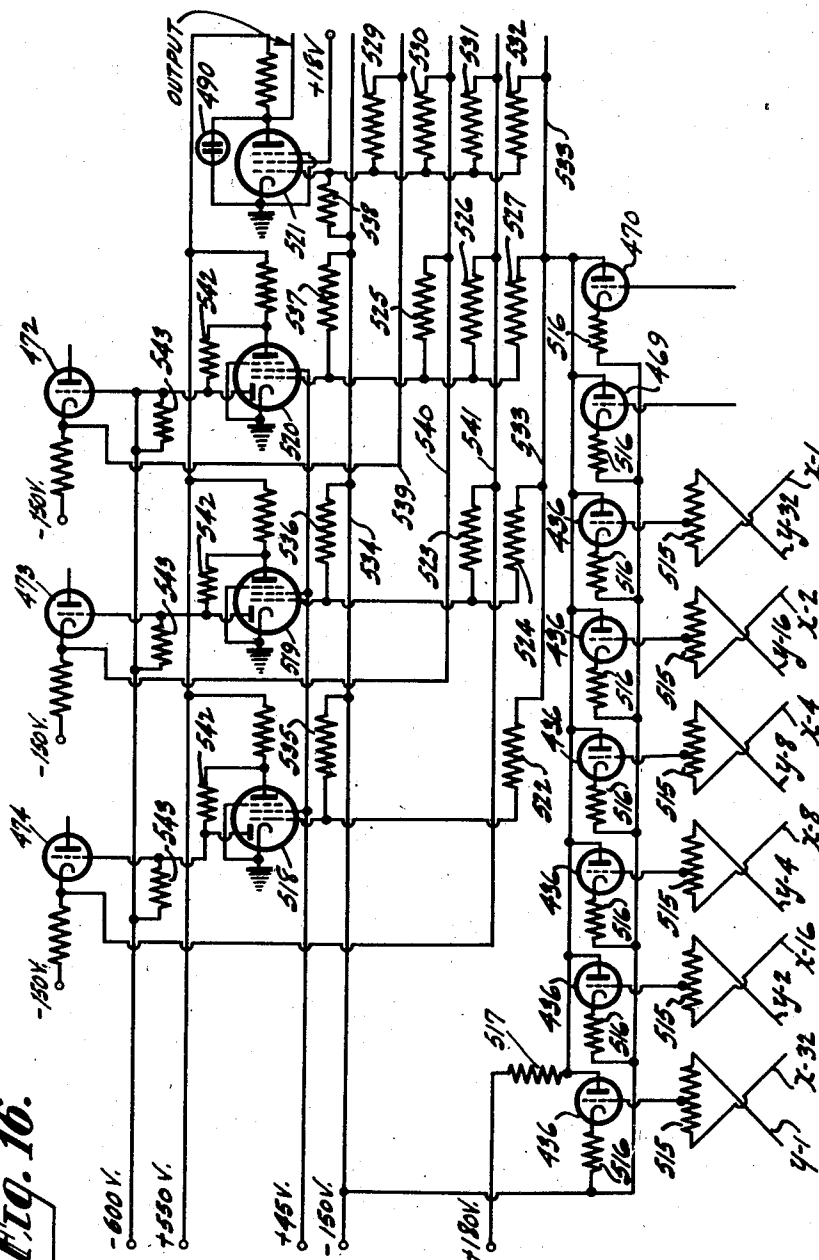 Fig. 16.
-150V. 474 -150V. 473 -150V. 472
-600V. 543 543 543
+550V. 542 542 542 490 OUTPUT
518 519 520 521
+45V. +18V
-150V. 535 534 536 537 538
539 529
540 525 530
541 523 526 531
+180V. 522 524 533 527 532
517 533
436 436 436 436 436 436 469 470
516 516 516 516 516 516 516 516
515 515 515 515 515 515
y-1 x-32 y-2 x-16 y-4 x-8 y-8 x-4 y-16 x-2 y-32 x-1